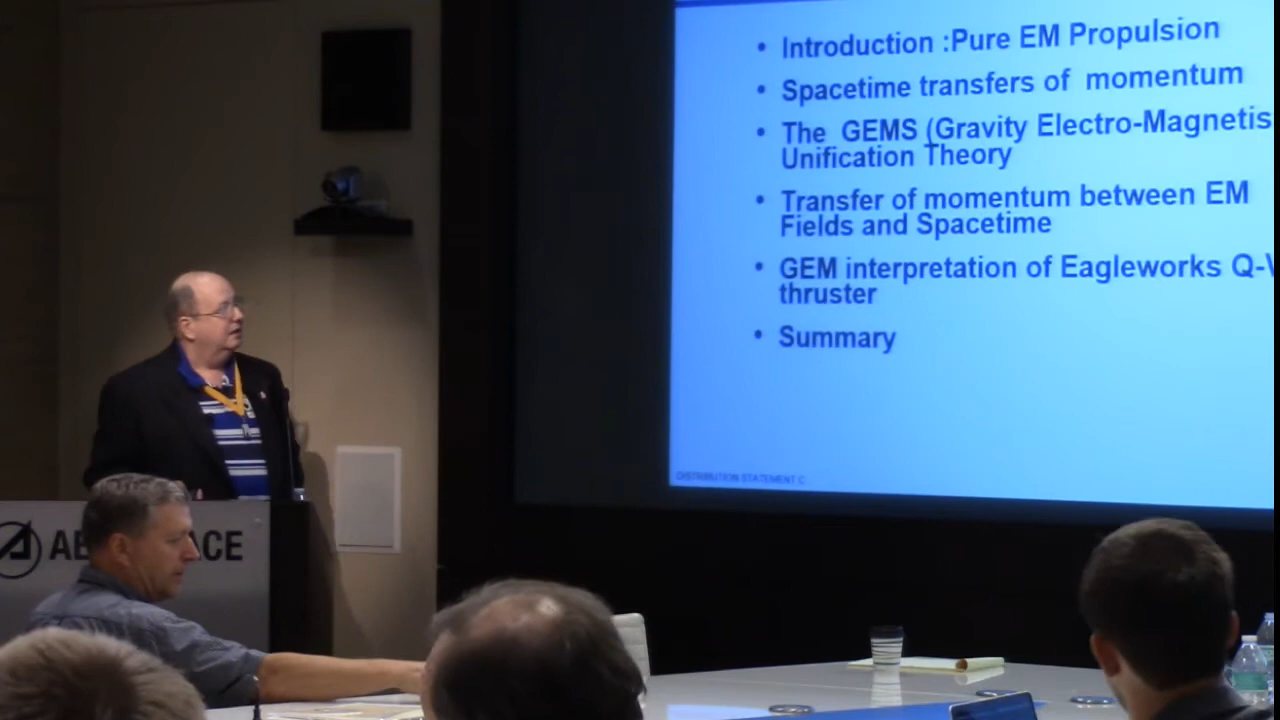 • Introduction :Pure EM Propulsion
• Spacetime transfers of momentum
• The GEMS (Gravity Electro-Magnetis
Unification Theory
• Transfer of momentum between EM
Fields and Spacetime
• GEM interpretation of Eagleworks Q-V
thruster
• Summary
DISTRIBUTION STATEMENT C
AE ACE